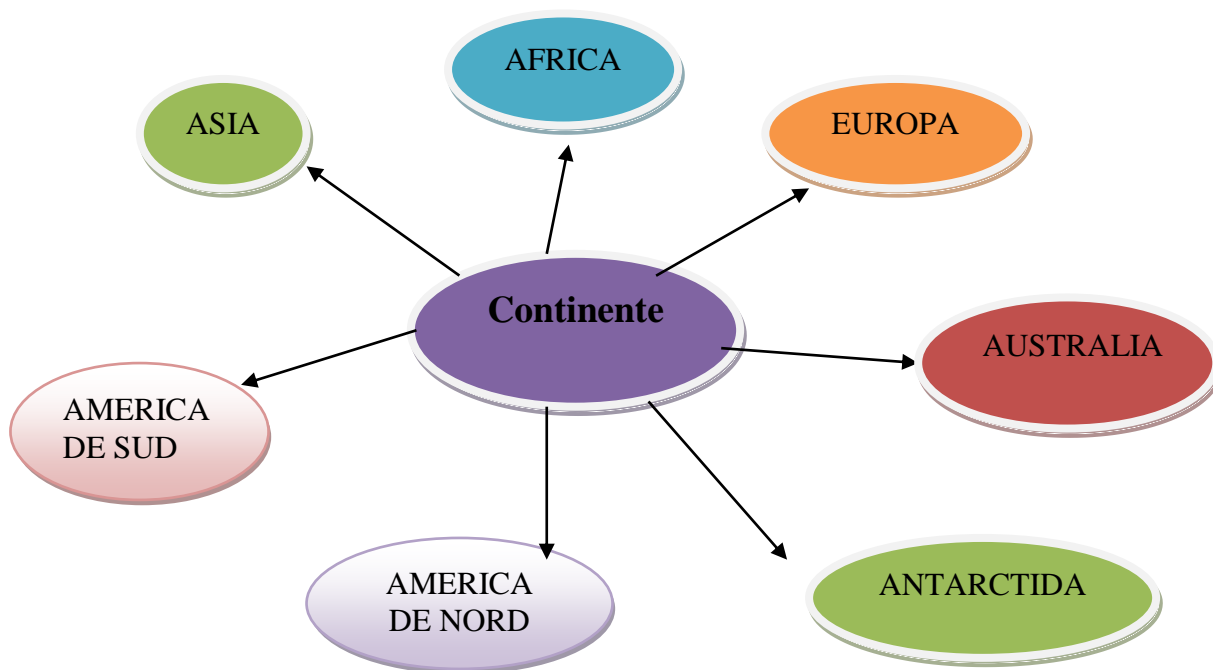 AFRICA
ASIA
EUROPA
Continente
AUSTRALIA
AMERICA
DE SUD
AMERICA
DE NORD
ANTARCTIDA